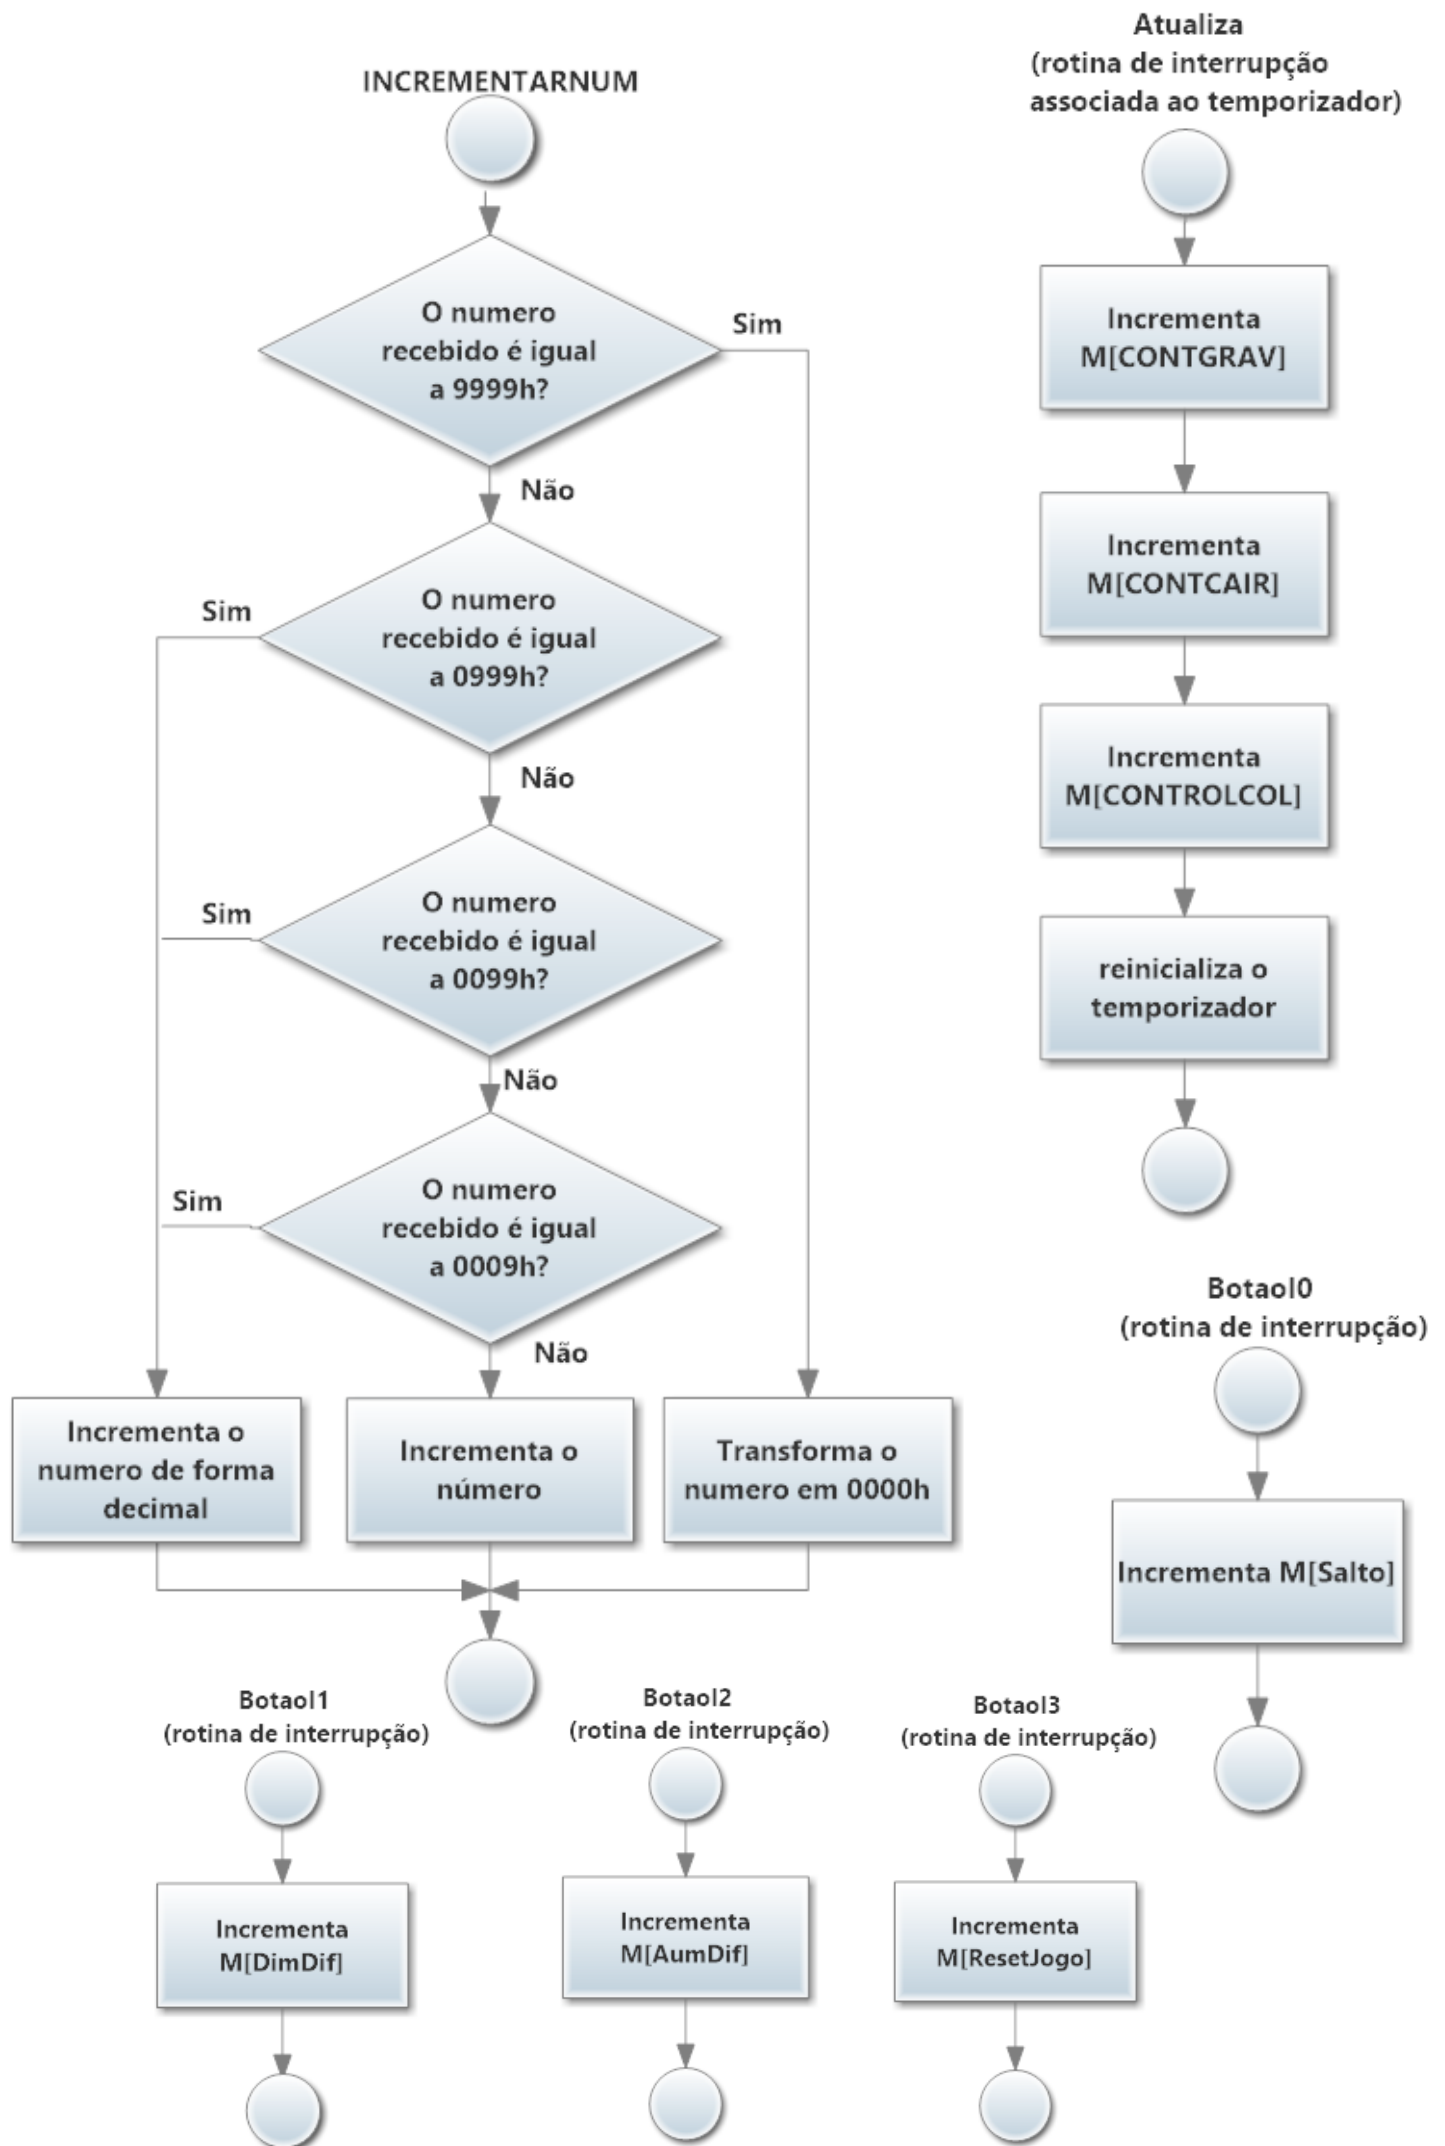 INCREMENTARNUM
O numero
recebido é igual
a 9999h?
Sim
Não
O numero
recebido é igual
a 0999h?
Sim
Não
O numero
recebido é igual
a 0099h?
Sim
Não
O numero
recebido é igual
a 0009h?
Sim
Não
Incrementa o
numero de forma
decimal
Incrementa o
número
Transforma o
numero em 0000h
Atualiza
(rotina de interrupção
associada ao temporizador)
Incrementa
M[CONTGRAV]
Incrementa
M[CONTCAIR]
Incrementa
M[CONTROLCOL]
reinicializa o
temporizador
BotaoI0
(rotina de interrupção)
Incrementa M[Salto]
BotaoI1
(rotina de interrupção)
Incrementa
M[DimDif]
BotaoI2
(rotina de interrupção)
Incrementa
M[AumDif]
BotaoI3
(rotina de interrupção)
Incrementa
M[ResetJogo]